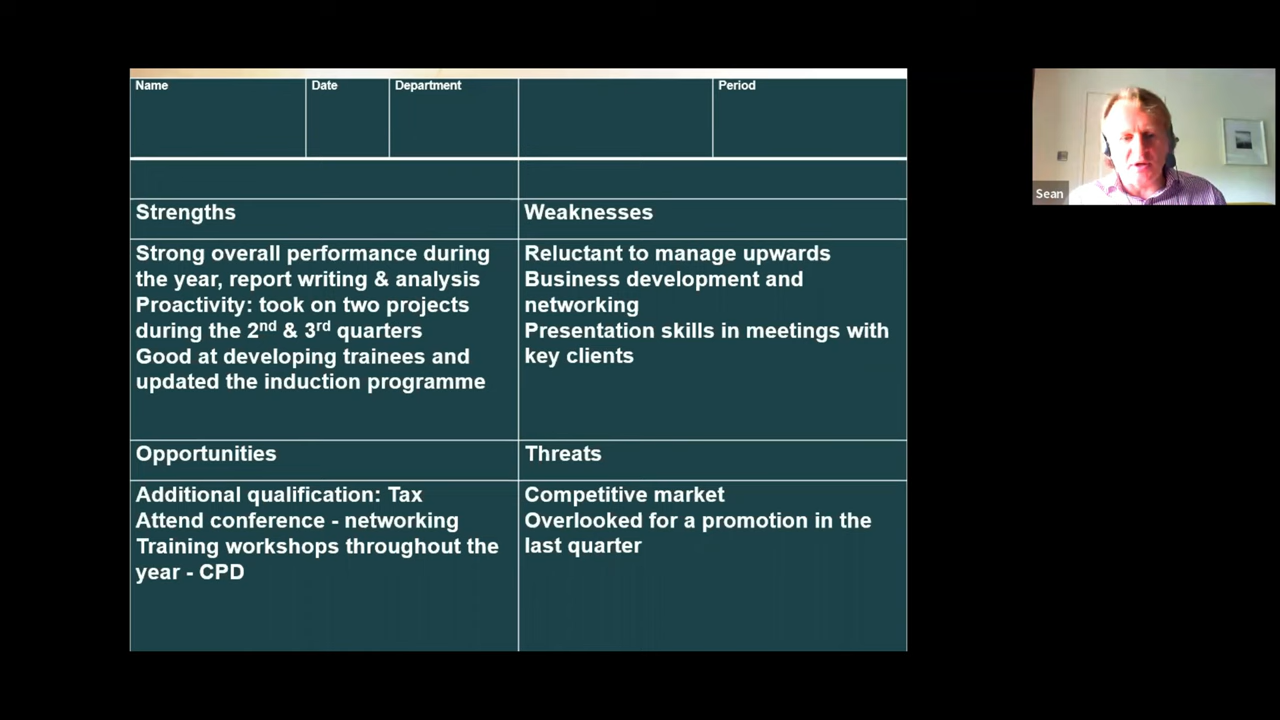 Name
Date
Department
Period
Strengths
Weaknesses
Strong overall performance during
the year, report writing & analysis
Proactivity: took on two projects
during the 2nd & 3rd quarters
Good at developing trainees and
updated the induction programme
Reluctant to manage upwards
Business development and
networking
Presentation skills in meetings with
key clients
Opportunities
Threats
Additional qualification: Tax
Attend conference - networking
Training workshops throughout the
year - CPD
Competitive market
Overlooked for a promotion in the
last quarter
Sean